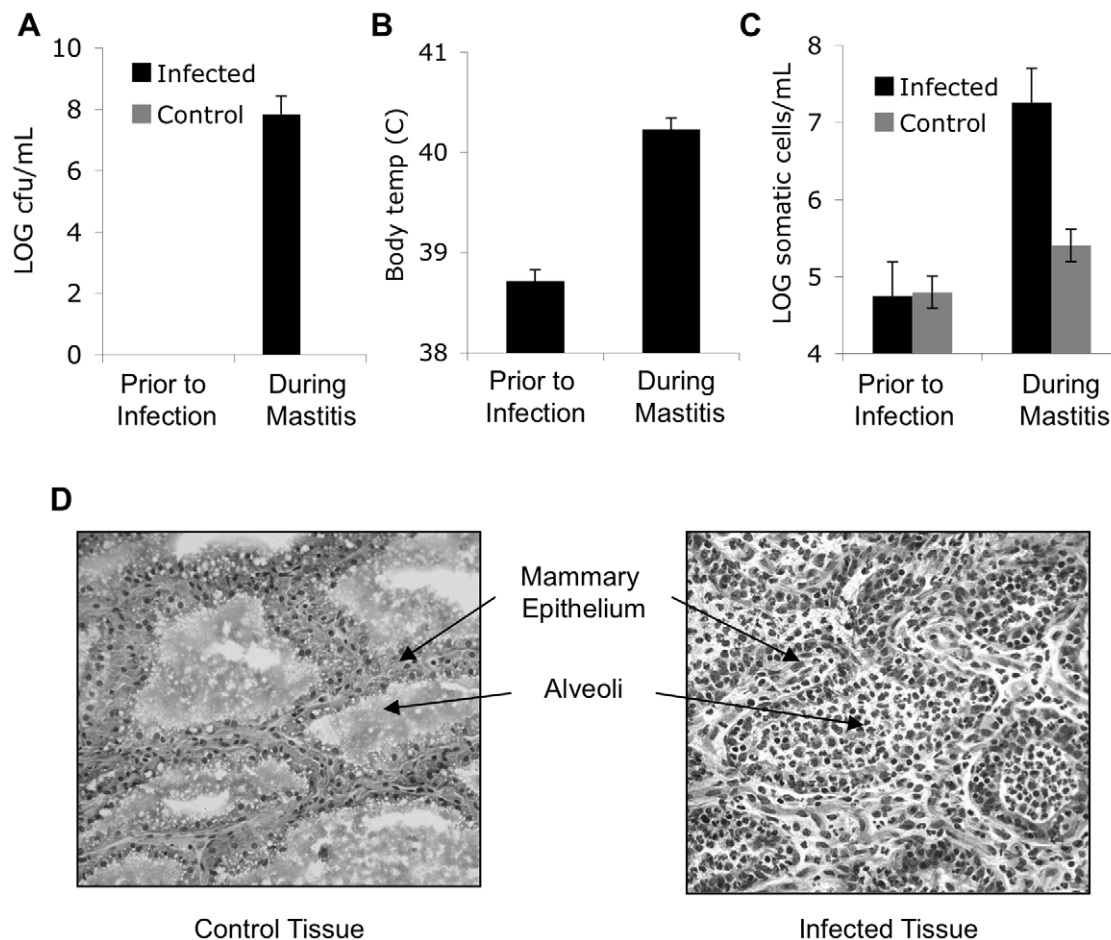 A
10
8
6
4
2
0
LOG cfu/mL
Infected
Control
Prior to
Infection
During
Mastitis
B
41
40
39
38
Body temp (C)
Prior to
Infection
During
Mastitis
C
8
7
6
5
4
LOG somatic cells/mL
Infected
Control
Prior to
Infection
During
Mastitis
D
Mammary
Epithelium
Alveoli
Control Tissue
Infected Tissue